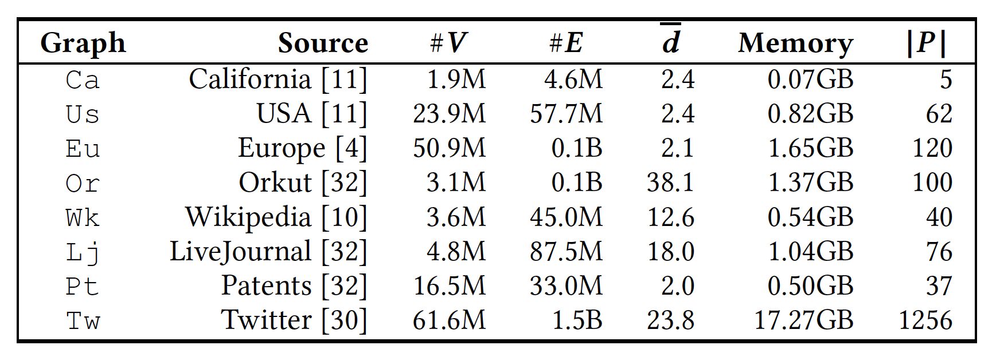 Graph Source #V #E d̅ Memory |P|
Ca California [11] 1.9M 4.6M 2.4 0.07GB 5
Us USA [11] 23.9M 57.7M 2.4 0.82GB 62
Eu Europe [4] 50.9M 0.1B 2.1 1.65GB 120
Or Orkut [32] 3.1M 0.1B 38.1 1.37GB 100
Wk Wikipedia [10] 3.6M 45.0M 12.6 0.54GB 40
Lj LiveJournal [32] 4.8M 87.5M 18.0 1.04GB 76
Pt Patents [32] 16.5M 33.0M 2.0 0.50GB 37
Tw Twitter [30] 61.6M 1.5B 23.8 17.27GB 1256